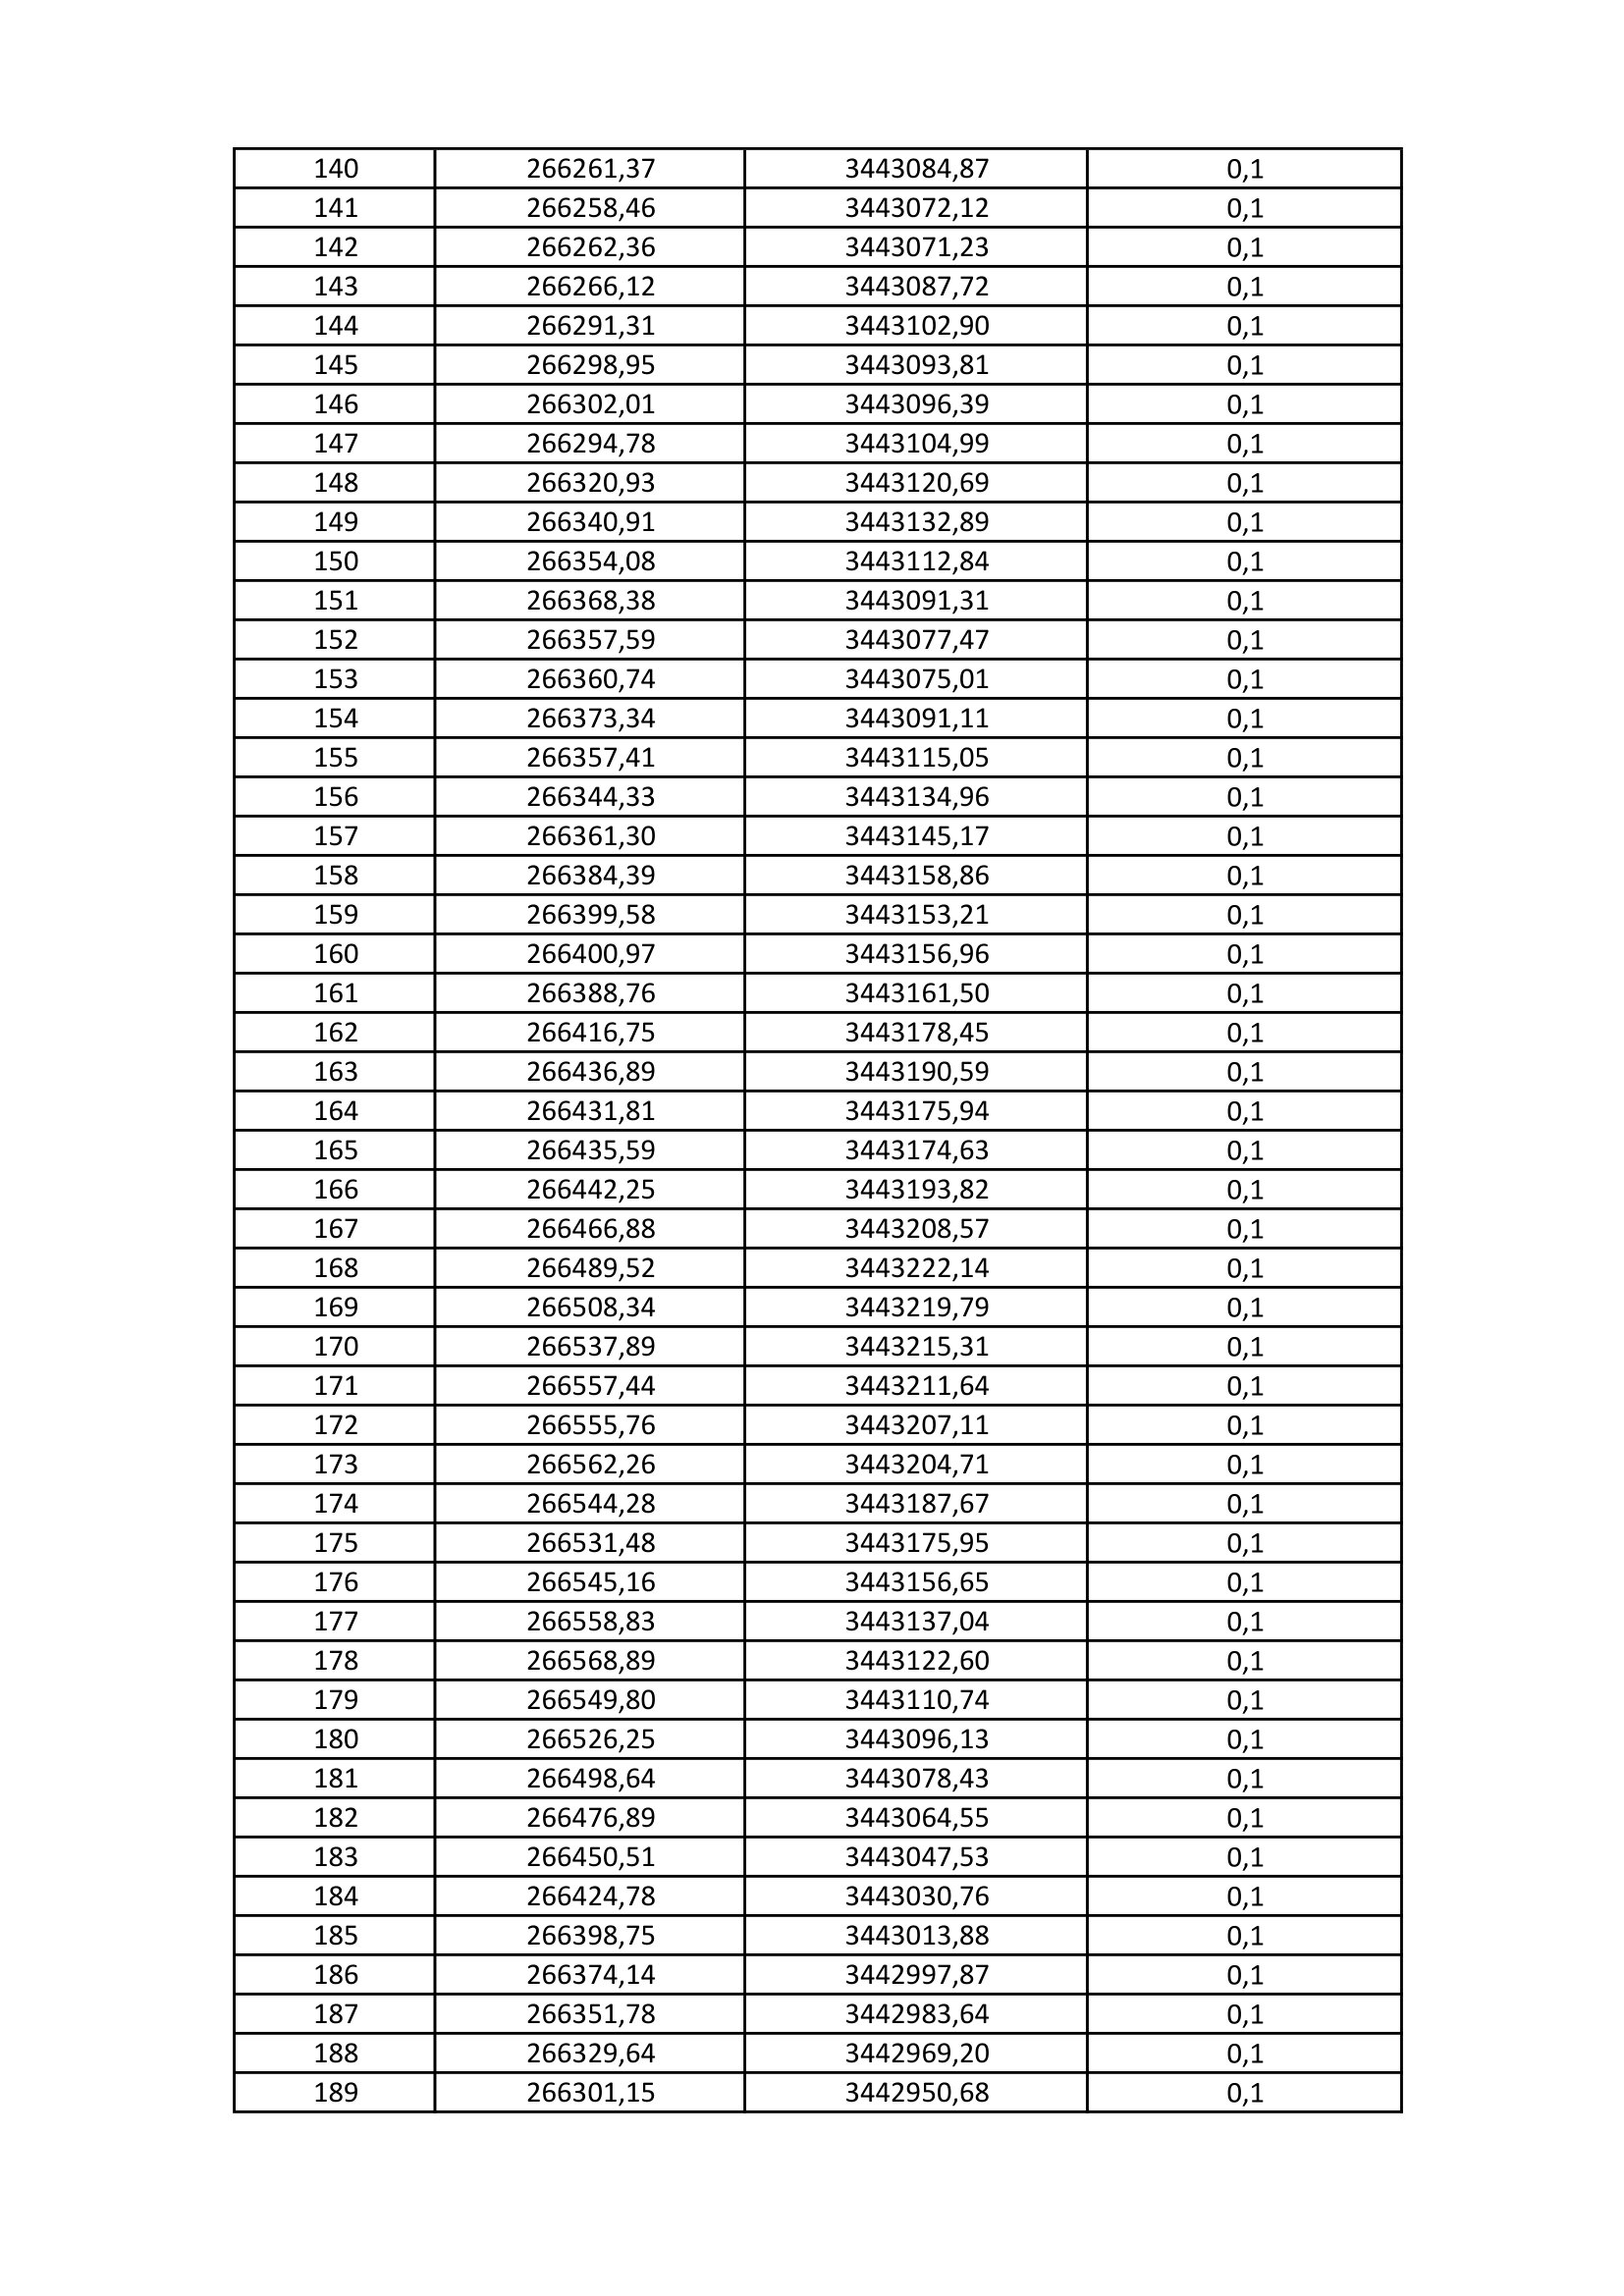 140 266261,37 3443084,87 0,1
141 266258,46 3443072,12 0,1
142 266262,36 3443071,23 0,1
143 266266,12 3443087,72 0,1
144 266291,31 3443102,90 0,1
145 266298,95 3443093,81 0,1
146 266302,01 3443096,39 0,1
147 266294,78 3443104,99 0,1
148 266320,93 3443120,69 0,1
149 266340,91 3443132,89 0,1
150 266354,08 3443112,84 0,1
151 266368,38 3443091,31 0,1
152 266357,59 3443077,47 0,1
153 266360,74 3443075,01 0,1
154 266373,34 3443091,11 0,1
155 266357,41 3443115,05 0,1
156 266344,33 3443134,96 0,1
157 266361,30 3443145,17 0,1
158 266384,39 3443158,86 0,1
159 266399,58 3443153,21 0,1
160 266400,97 3443156,96 0,1
161 266388,76 3443161,50 0,1
162 266416,75 3443178,45 0,1
163 266436,89 3443190,59 0,1
164 266431,81 3443175,94 0,1
165 266435,59 3443174,63 0,1
166 266442,25 3443193,82 0,1
167 266466,88 3443208,57 0,1
168 266489,52 3443222,14 0,1
169 266508,34 3443219,79 0,1
170 266537,89 3443215,31 0,1
171 266557,44 3443211,64 0,1
172 266555,76 3443207,11 0,1
173 266562,26 3443204,71 0,1
174 266544,28 3443187,67 0,1
175 266531,48 3443175,95 0,1
176 266545,16 3443156,65 0,1
177 266558,83 3443137,04 0,1
178 266568,89 3443122,60 0,1
179 266549,80 3443110,74 0,1
180 266526,25 3443096,13 0,1
181 266498,64 3443078,43 0,1
182 266476,89 3443064,55 0,1
183 266450,51 3443047,53 0,1
184 266424,78 3443030,76 0,1
185 266398,75 3443013,88 0,1
186 266374,14 3442997,87 0,1
187 266351,78 3442983,64 0,1
188 266329,64 3442969,20 0,1
189 266301,15 3442950,68 0,1